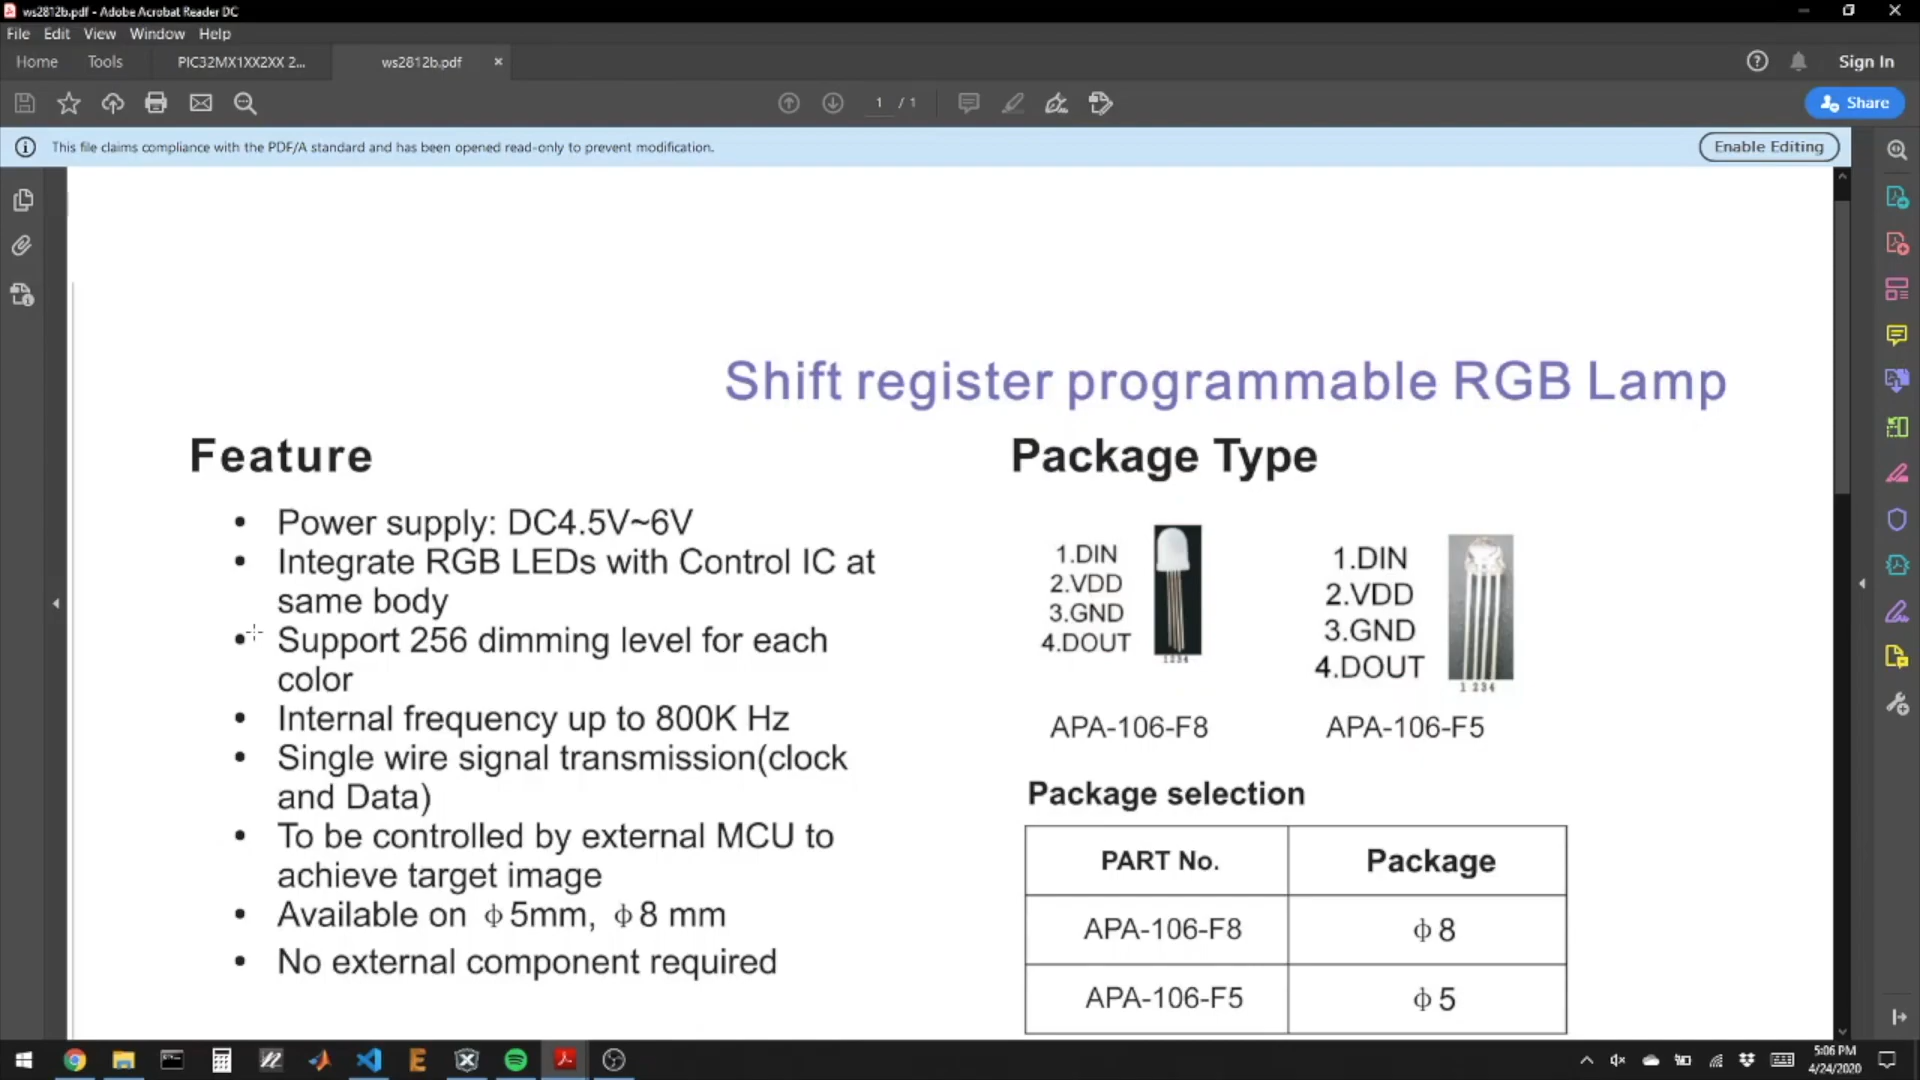 ws2812b.pdf - Adobe Acrobat Reader DC
File Edit View Window Help
Home Tools PIC32MX1XX2XX 2... ws2812b.pdf × Sign In
1 / 1 Share
This file claims compliance with the PDF/A standard and has been opened read-only to prevent modification. Enable Editing
Shift register programmable RGB Lamp
Feature
• Power supply: DC4.5V~6V
• Integrate RGB LEDs with Control IC at
same body
• Support 256 dimming level for each
color
• Internal frequency up to 800K Hz
• Single wire signal transmission(clock
and Data)
• To be controlled by external MCU to
achieve target image
• Available on ϕ5mm, ϕ8 mm
• No external component required
Package Type
1.DIN
2.VDD
3.GND
4.DOUT
1234
APA-106-F8
1.DIN
2.VDD
3.GND
4.DOUT
1 234
APA-106-F5
Package selection
PART No. Package
APA-106-F8 ϕ8
APA-106-F5 ϕ5
5:06 PM
4/24/2020